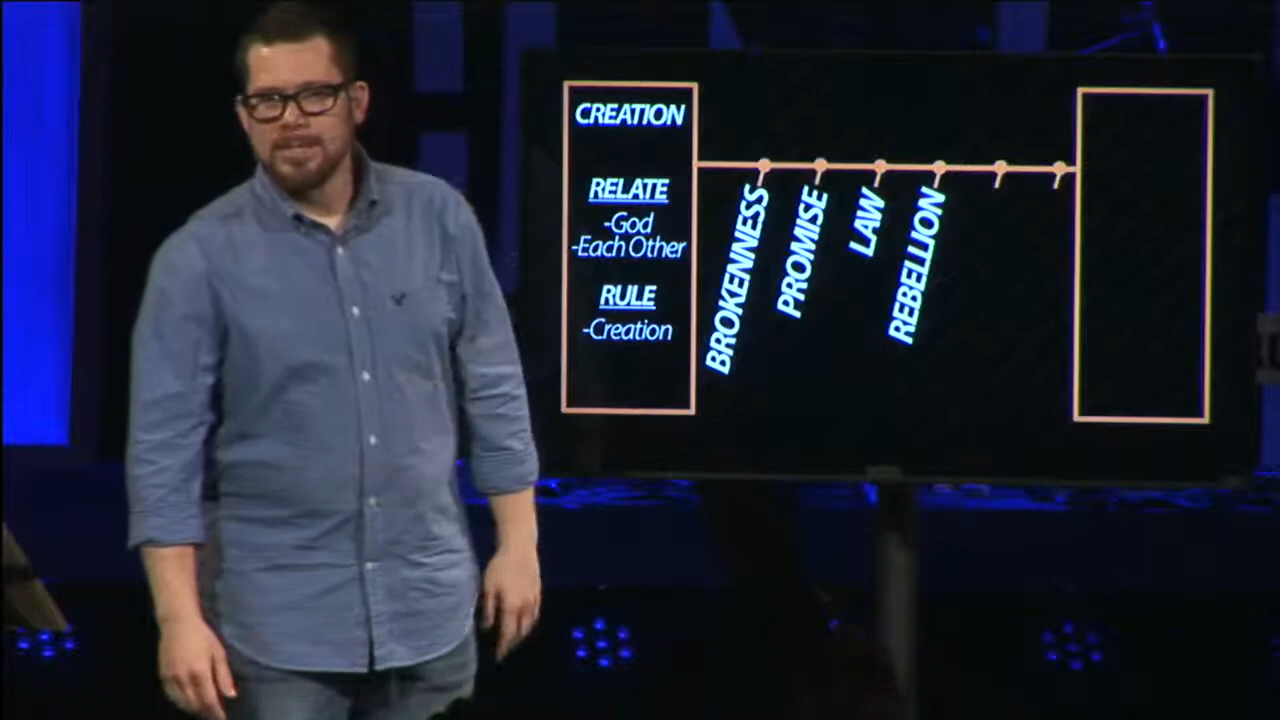 CREATION
RELATE
-God
-Each Other
RULE
-Creation
BROKENNESS
PROMISE
LAW
REBELLION